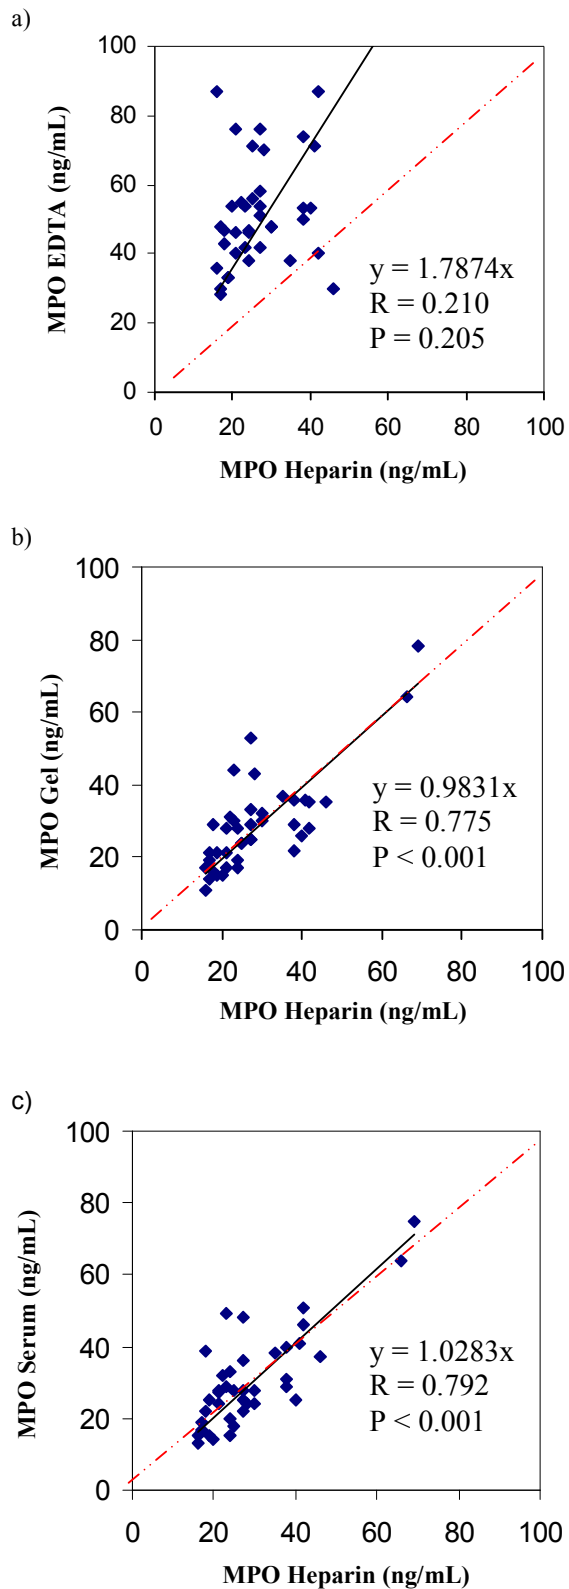 a)
100
80
60
40
20
0
MPO EDTA (ng/mL)
y = 1.7874x
R = 0.210
P = 0.205
0 20 40 60 80 100
MPO Heparin (ng/mL)
b)
100
80
60
40
20
0
MPO Gel (ng/mL)
y = 0.9831x
R = 0.775
P < 0.001
0 20 40 60 80 100
MPO Heparin (ng/mL)
c)
100
80
60
40
20
0
MPO Serum (ng/mL)
y = 1.0283x
R = 0.792
P < 0.001
0 20 40 60 80 100
MPO Heparin (ng/mL)